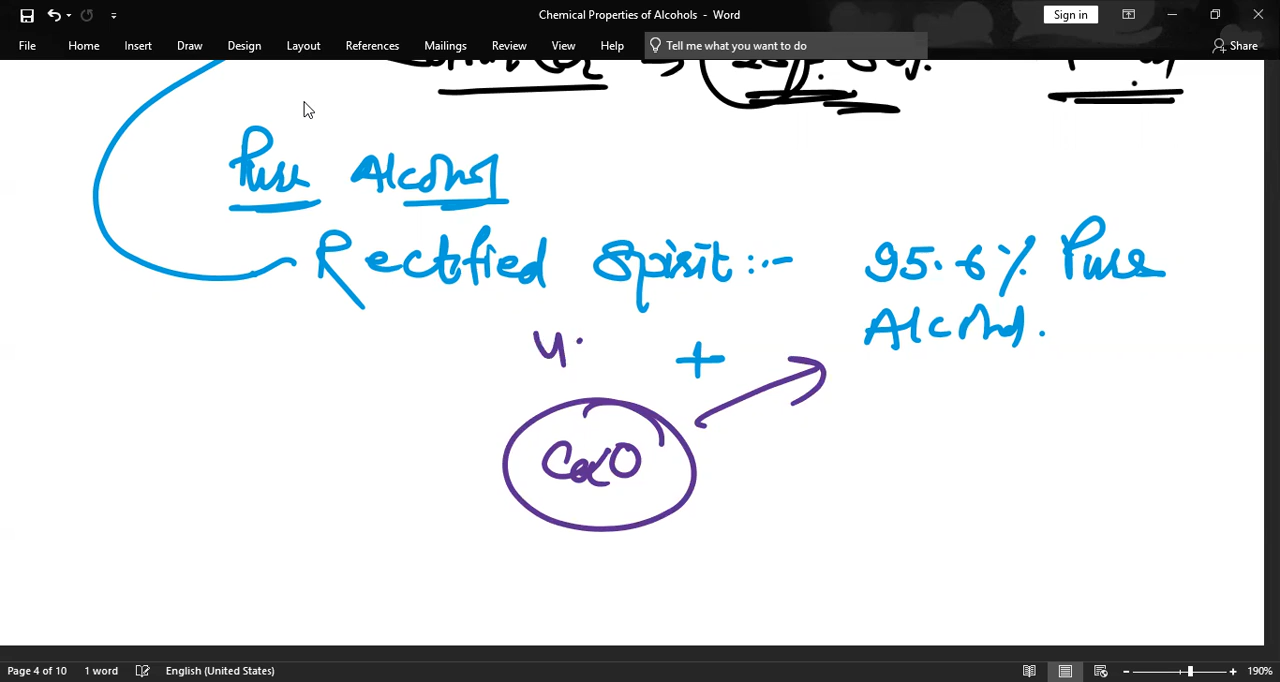 Chemical Properties of Alcohols - Word
Sign in
File Home Insert Draw Design Layout References Mailings Review View Help Tell me what you want to do Share
Pure Alcohol
Rectified Spirit :- 95.6% Pure
Alcohol.
4.
+
CaO
Page 4 of 10 1 word English (United States) 190%